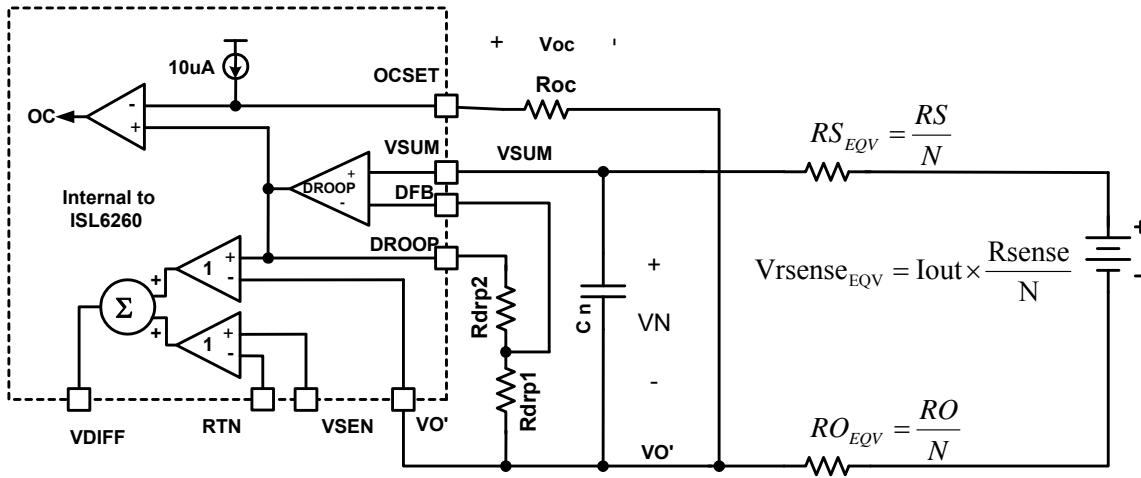 + Voc '
10uA
OCSET
Roc
OC
-
+
VSUM
VSUM
RS_EQV = RS/N
+
DROOP
-
DFB
Internal to
ISL6260
DROOP
+
1
-
+
Σ
+
+
1
-
Rdrp2
Rdrp1
Cn
+
VN
-
+
Vrsense_EQV = Iout × Rsense/N
-
VDIFF
RTN
VSEN
VO'
VO'
RO_EQV = RO/N